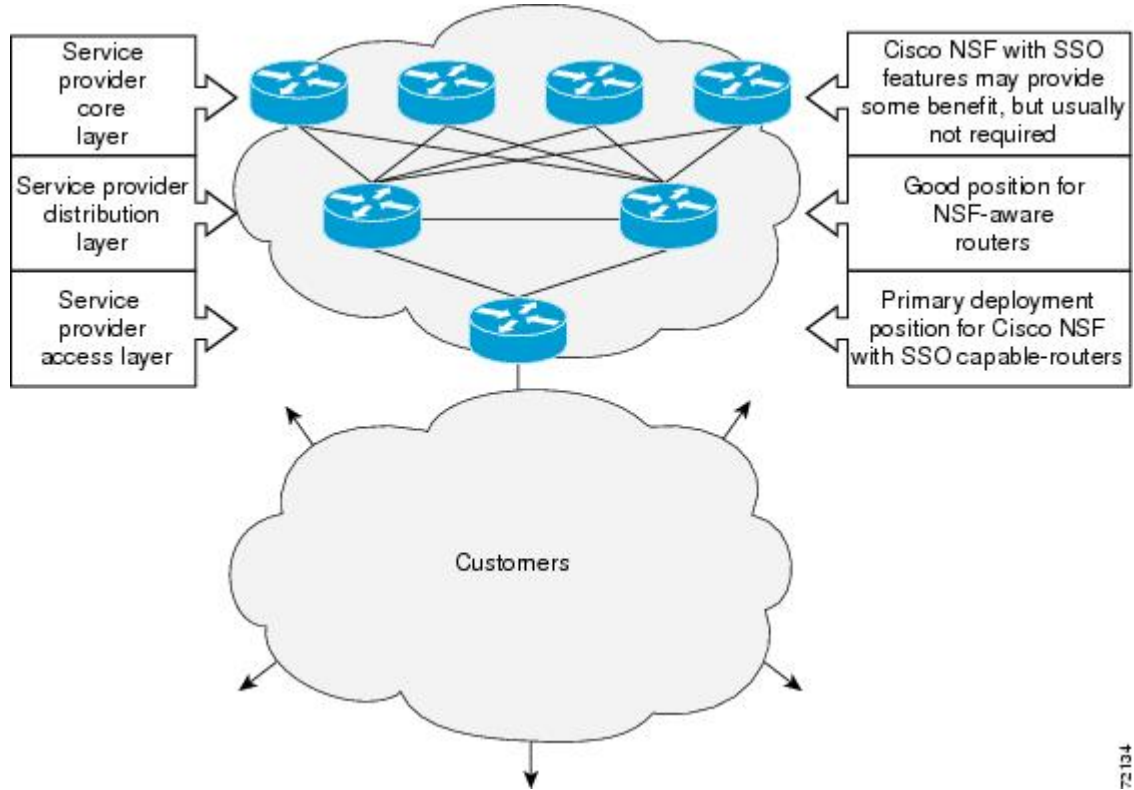 Service
provider
core
layer
Cisco NSF with SSO
features may provide
some benefit, but usually
not required
Service provider
distribution
layer
Good position for
NSF-aware
routers
Service
provider
access layer
Primary deployment
position for Cisco NSF
with SSO capable-routers
Customers
72134